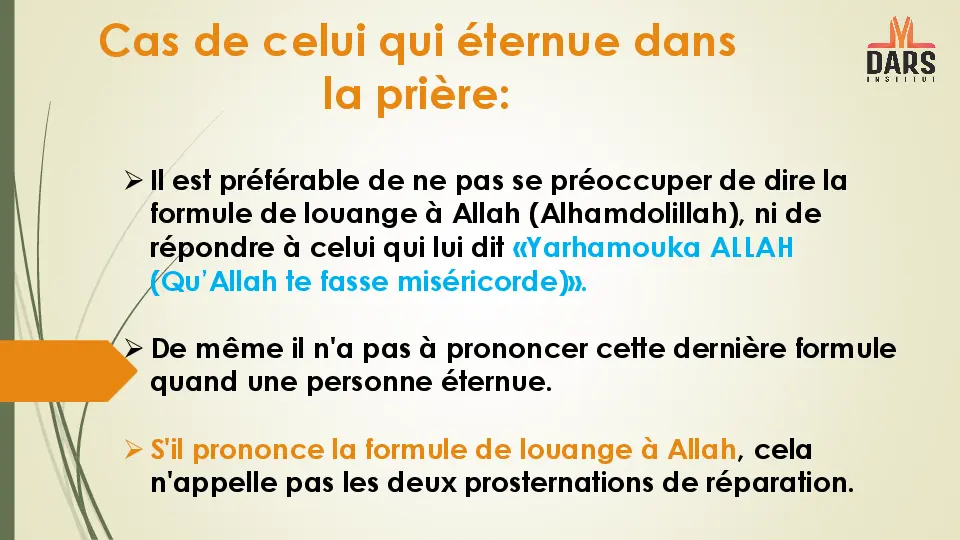 Cas de celui qui éternue dans
la prière:
M
DARS
INSTITUT
➢ Il est préférable de ne pas se préoccuper de dire la
formule de louange à Allah (Alhamdolillah), ni de
répondre à celui qui lui dit «Yarhamouka ALLAH
(Qu’Allah te fasse miséricorde)».
➢ De même il n'a pas à prononcer cette dernière formule
quand une personne éternue.
➢ S'il prononce la formule de louange à Allah, cela
n'appelle pas les deux prosternations de réparation.